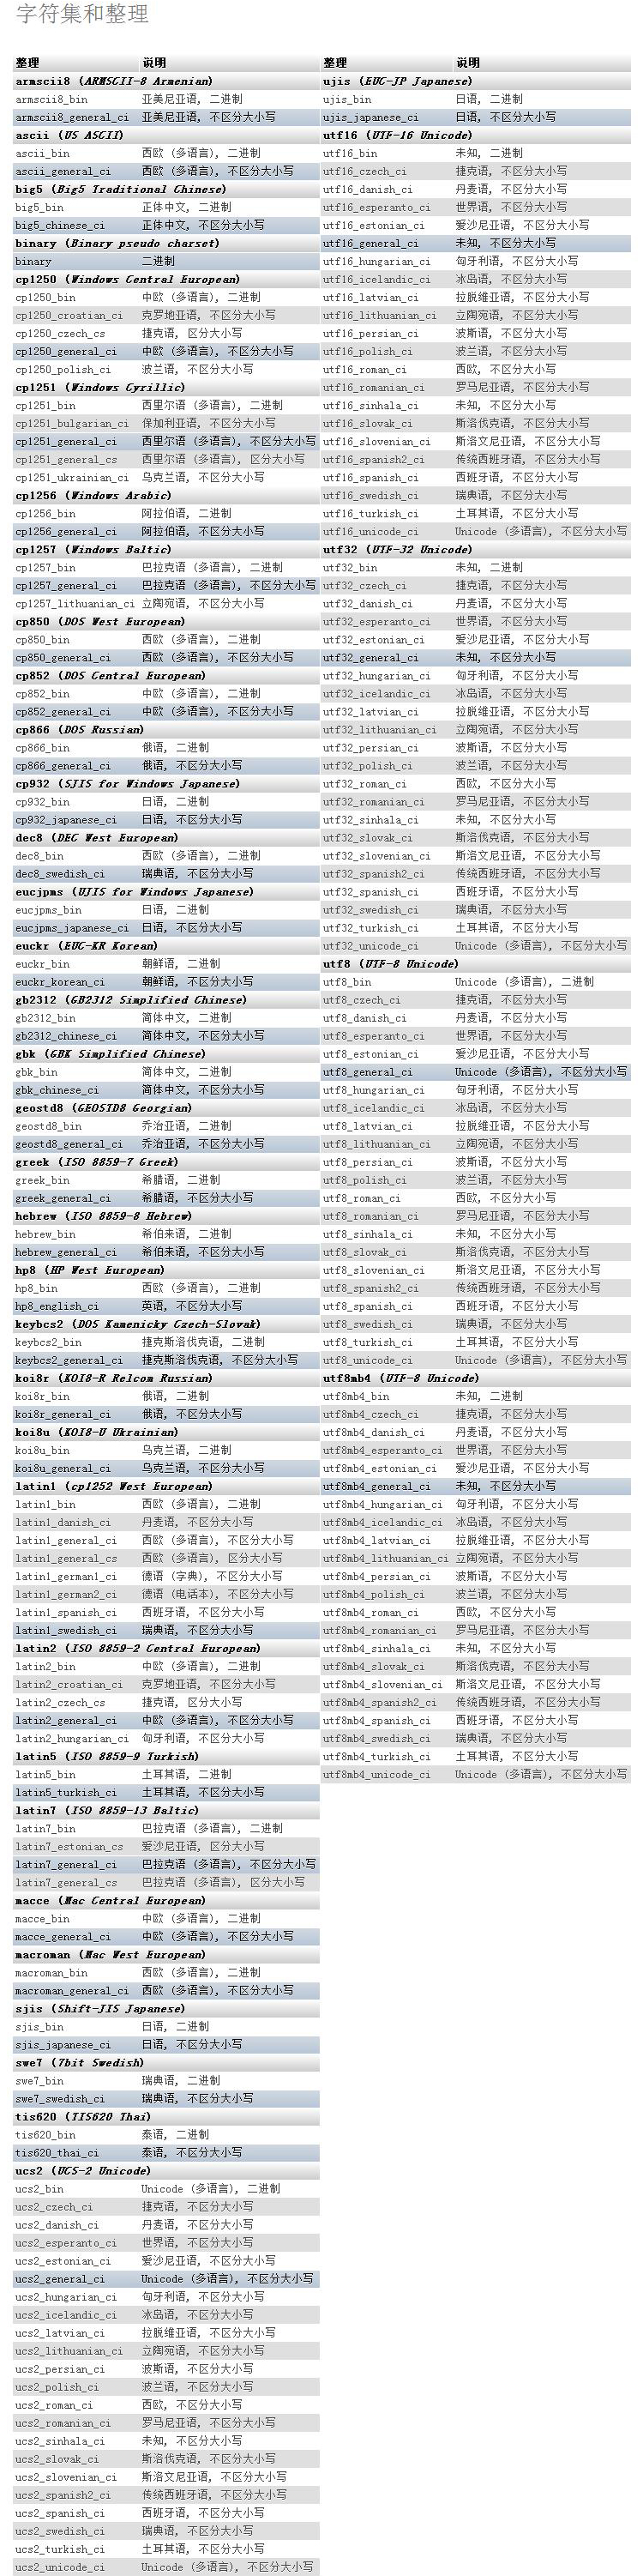 字符集和整理
整理 说明
armscii8 (ARMSCII-8 Armenian)
armscii8_bin 亚美尼亚语, 二进制
armscii8_general_ci 亚美尼亚语, 不区分大小写
ascii (US ASCII)
ascii_bin 西欧 (多语言), 二进制
ascii_general_ci 西欧 (多语言), 不区分大小写
big5 (Big5 Traditional Chinese)
big5_bin 正体中文, 二进制
big5_chinese_ci 正体中文, 不区分大小写
binary (Binary pseudo charset)
binary 二进制
cp1250 (Windows Central European)
cp1250_bin 中欧 (多语言), 二进制
cp1250_croatian_ci 克罗地亚语, 不区分大小写
cp1250_czech_cs 捷克语, 区分大小写
cp1250_general_ci 中欧 (多语言), 不区分大小写
cp1250_polish_ci 波兰语, 不区分大小写
cp1251 (Windows Cyrillic)
cp1251_bin 西里尔语 (多语言), 二进制
cp1251_bulgarian_ci 保加利亚语, 不区分大小写
cp1251_general_ci 西里尔语 (多语言), 不区分大小写
cp1251_general_cs 西里尔语 (多语言), 区分大小写
cp1251_ukrainian_ci 乌克兰语, 不区分大小写
cp1256 (Windows Arabic)
cp1256_bin 阿拉伯语, 二进制
cp1256_general_ci 阿拉伯语, 不区分大小写
cp1257 (Windows Baltic)
cp1257_bin 巴拉克语 (多语言), 二进制
cp1257_general_ci 巴拉克语 (多语言), 不区分大小写
cp1257_lithuanian_ci 立陶宛语, 不区分大小写
cp850 (DOS West European)
cp850_bin 西欧 (多语言), 二进制
cp850_general_ci 西欧 (多语言), 不区分大小写
cp852 (DOS Central European)
cp852_bin 中欧 (多语言), 二进制
cp852_general_ci 中欧 (多语言), 不区分大小写
cp866 (DOS Russian)
cp866_bin 俄语, 二进制
cp866_general_ci 俄语, 不区分大小写
cp932 (SJIS for Windows Japanese)
cp932_bin 日语, 二进制
cp932_japanese_ci 日语, 不区分大小写
dec8 (DEC West European)
dec8_bin 西欧 (多语言), 二进制
dec8_swedish_ci 瑞典语, 不区分大小写
eucjpms (UJIS for Windows Japanese)
eucjpms_bin 日语, 二进制
eucjpms_japanese_ci 日语, 不区分大小写
euckr (EUC-KR Korean)
euckr_bin 朝鲜语, 二进制
euckr_korean_ci 朝鲜语, 不区分大小写
gb2312 (GB2312 Simplified Chinese)
gb2312_bin 简体中文, 二进制
gb2312_chinese_ci 简体中文, 不区分大小写
gbk (GBK Simplified Chinese)
gbk_bin 简体中文, 二进制
gbk_chinese_ci 简体中文, 不区分大小写
geostd8 (GEOSTD8 Georgian)
geostd8_bin 乔治亚语, 二进制
geostd8_general_ci 乔治亚语, 不区分大小写
greek (ISO 8859-7 Greek)
greek_bin 希腊语, 二进制
greek_general_ci 希腊语, 不区分大小写
hebrew (ISO 8859-8 Hebrew)
hebrew_bin 希伯来语, 二进制
hebrew_general_ci 希伯来语, 不区分大小写
hp8 (HP West European)
hp8_bin 西欧 (多语言), 二进制
hp8_english_ci 英语, 不区分大小写
keybcs2 (DOS Kamenicky Czech-Slovak)
keybcs2_bin 捷克斯洛伐克语, 二进制
keybcs2_general_ci 捷克斯洛伐克语, 不区分大小写
koi8r (KOI8-R Relcom Russian)
koi8r_bin 俄语, 二进制
koi8r_general_ci 俄语, 不区分大小写
koi8u (KOI8-U Ukrainian)
koi8u_bin 乌克兰语, 二进制
koi8u_general_ci 乌克兰语, 不区分大小写
latin1 (cp1252 West European)
latin1_bin 西欧 (多语言), 二进制
latin1_danish_ci 丹麦语, 不区分大小写
latin1_general_ci 西欧 (多语言), 不区分大小写
latin1_general_cs 西欧 (多语言), 区分大小写
latin1_german1_ci 德语 (字典), 不区分大小写
latin1_german2_ci 德语 (电话本), 不区分大小写
latin1_spanish_ci 西班牙语, 不区分大小写
latin1_swedish_ci 瑞典语, 不区分大小写
latin2 (ISO 8859-2 Central European)
latin2_bin 中欧 (多语言), 二进制
latin2_croatian_ci 克罗地亚语, 不区分大小写
latin2_czech_cs 捷克语, 区分大小写
latin2_general_ci 中欧 (多语言), 不区分大小写
latin2_hungarian_ci 匈牙利语, 不区分大小写
latin5 (ISO 8859-9 Turkish)
latin5_bin 土耳其语, 二进制
latin5_turkish_ci 土耳其语, 不区分大小写
latin7 (ISO 8859-13 Baltic)
latin7_bin 巴拉克语 (多语言), 二进制
latin7_estonian_cs 爱沙尼亚语, 区分大小写
latin7_general_ci 巴拉克语 (多语言), 不区分大小写
latin7_general_cs 巴拉克语 (多语言), 区分大小写
macce (Mac Central European)
macce_bin 中欧 (多语言), 二进制
macce_general_ci 中欧 (多语言), 不区分大小写
macroman (Mac West European)
macroman_bin 西欧 (多语言), 二进制
macroman_general_ci 西欧 (多语言), 不区分大小写
sjis (Shift-JIS Japanese)
sjis_bin 日语, 二进制
sjis_japanese_ci 日语, 不区分大小写
swe7 (7bit Swedish)
swe7_bin 瑞典语, 二进制
swe7_swedish_ci 瑞典语, 不区分大小写
tis620 (TIS620 Thai)
tis620_bin 泰语, 二进制
tis620_thai_ci 泰语, 不区分大小写
ucs2 (UCS-2 Unicode)
ucs2_bin Unicode (多语言), 二进制
ucs2_czech_ci 捷克语, 不区分大小写
ucs2_danish_ci 丹麦语, 不区分大小写
ucs2_esperanto_ci 世界语, 不区分大小写
ucs2_estonian_ci 爱沙尼亚语, 不区分大小写
ucs2_general_ci Unicode (多语言), 不区分大小写
ucs2_hungarian_ci 匈牙利语, 不区分大小写
ucs2_icelandic_ci 冰岛语, 不区分大小写
ucs2_latvian_ci 拉脱维亚语, 不区分大小写
ucs2_lithuanian_ci 立陶宛语, 不区分大小写
ucs2_persian_ci 波斯语, 不区分大小写
ucs2_polish_ci 波兰语, 不区分大小写
ucs2_roman_ci 西欧, 不区分大小写
ucs2_romanian_ci 罗马尼亚语, 不区分大小写
ucs2_sinhala_ci 未知, 不区分大小写
ucs2_slovak_ci 斯洛伐克语, 不区分大小写
ucs2_slovenian_ci 斯洛文尼亚语, 不区分大小写
ucs2_spanish2_ci 传统西班牙语, 不区分大小写
ucs2_spanish_ci 西班牙语, 不区分大小写
ucs2_swedish_ci 瑞典语, 不区分大小写
ucs2_turkish_ci 土耳其语, 不区分大小写
ucs2_unicode_ci Unicode (多语言), 不区分大小写
整理 说明
ujis (EUC-JP Japanese)
ujis_bin 日语, 二进制
ujis_japanese_ci 日语, 不区分大小写
utf16 (UTF-16 Unicode)
utf16_bin 未知, 二进制
utf16_czech_ci 捷克语, 不区分大小写
utf16_danish_ci 丹麦语, 不区分大小写
utf16_esperanto_ci 世界语, 不区分大小写
utf16_estonian_ci 爱沙尼亚语, 不区分大小写
utf16_general_ci 未知, 不区分大小写
utf16_hungarian_ci 匈牙利语, 不区分大小写
utf16_icelandic_ci 冰岛语, 不区分大小写
utf16_latvian_ci 拉脱维亚语, 不区分大小写
utf16_lithuanian_ci 立陶宛语, 不区分大小写
utf16_persian_ci 波斯语, 不区分大小写
utf16_polish_ci 波兰语, 不区分大小写
utf16_roman_ci 西欧, 不区分大小写
utf16_romanian_ci 罗马尼亚语, 不区分大小写
utf16_sinhala_ci 未知, 不区分大小写
utf16_slovak_ci 斯洛伐克语, 不区分大小写
utf16_slovenian_ci 斯洛文尼亚语, 不区分大小写
utf16_spanish2_ci 传统西班牙语, 不区分大小写
utf16_spanish_ci 西班牙语, 不区分大小写
utf16_swedish_ci 瑞典语, 不区分大小写
utf16_turkish_ci 土耳其语, 不区分大小写
utf16_unicode_ci Unicode (多语言), 不区分大小写
utf32 (UTF-32 Unicode)
utf32_bin 未知, 二进制
utf32_czech_ci 捷克语, 不区分大小写
utf32_danish_ci 丹麦语, 不区分大小写
utf32_esperanto_ci 世界语, 不区分大小写
utf32_estonian_ci 爱沙尼亚语, 不区分大小写
utf32_general_ci 未知, 不区分大小写
utf32_hungarian_ci 匈牙利语, 不区分大小写
utf32_icelandic_ci 冰岛语, 不区分大小写
utf32_latvian_ci 拉脱维亚语, 不区分大小写
utf32_lithuanian_ci 立陶宛语, 不区分大小写
utf32_persian_ci 波斯语, 不区分大小写
utf32_polish_ci 波兰语, 不区分大小写
utf32_roman_ci 西欧, 不区分大小写
utf32_romanian_ci 罗马尼亚语, 不区分大小写
utf32_sinhala_ci 未知, 不区分大小写
utf32_slovak_ci 斯洛伐克语, 不区分大小写
utf32_slovenian_ci 斯洛文尼亚语, 不区分大小写
utf32_spanish2_ci 传统西班牙语, 不区分大小写
utf32_spanish_ci 西班牙语, 不区分大小写
utf32_swedish_ci 瑞典语, 不区分大小写
utf32_turkish_ci 土耳其语, 不区分大小写
utf32_unicode_ci Unicode (多语言), 不区分大小写
utf8 (UTF-8 Unicode)
utf8_bin Unicode (多语言), 二进制
utf8_czech_ci 捷克语, 不区分大小写
utf8_danish_ci 丹麦语, 不区分大小写
utf8_esperanto_ci 世界语, 不区分大小写
utf8_estonian_ci 爱沙尼亚语, 不区分大小写
utf8_general_ci Unicode (多语言), 不区分大小写
utf8_hungarian_ci 匈牙利语, 不区分大小写
utf8_icelandic_ci 冰岛语, 不区分大小写
utf8_latvian_ci 拉脱维亚语, 不区分大小写
utf8_lithuanian_ci 立陶宛语, 不区分大小写
utf8_persian_ci 波斯语, 不区分大小写
utf8_polish_ci 波兰语, 不区分大小写
utf8_roman_ci 西欧, 不区分大小写
utf8_romanian_ci 罗马尼亚语, 不区分大小写
utf8_sinhala_ci 未知, 不区分大小写
utf8_slovak_ci 斯洛伐克语, 不区分大小写
utf8_slovenian_ci 斯洛文尼亚语, 不区分大小写
utf8_spanish2_ci 传统西班牙语, 不区分大小写
utf8_spanish_ci 西班牙语, 不区分大小写
utf8_swedish_ci 瑞典语, 不区分大小写
utf8_turkish_ci 土耳其语, 不区分大小写
utf8_unicode_ci Unicode (多语言), 不区分大小写
utf8mb4 (UTF-8 Unicode)
utf8mb4_bin 未知, 二进制
utf8mb4_czech_ci 捷克语, 不区分大小写
utf8mb4_danish_ci 丹麦语, 不区分大小写
utf8mb4_esperanto_ci 世界语, 不区分大小写
utf8mb4_estonian_ci 爱沙尼亚语, 不区分大小写
utf8mb4_general_ci 未知, 不区分大小写
utf8mb4_hungarian_ci 匈牙利语, 不区分大小写
utf8mb4_icelandic_ci 冰岛语, 不区分大小写
utf8mb4_latvian_ci 拉脱维亚语, 不区分大小写
utf8mb4_lithuanian_ci 立陶宛语, 不区分大小写
utf8mb4_persian_ci 波斯语, 不区分大小写
utf8mb4_polish_ci 波兰语, 不区分大小写
utf8mb4_roman_ci 西欧, 不区分大小写
utf8mb4_romanian_ci 罗马尼亚语, 不区分大小写
utf8mb4_sinhala_ci 未知, 不区分大小写
utf8mb4_slovak_ci 斯洛伐克语, 不区分大小写
utf8mb4_slovenian_ci 斯洛文尼亚语, 不区分大小写
utf8mb4_spanish2_ci 传统西班牙语, 不区分大小写
utf8mb4_spanish_ci 西班牙语, 不区分大小写
utf8mb4_swedish_ci 瑞典语, 不区分大小写
utf8mb4_turkish_ci 土耳其语, 不区分大小写
utf8mb4_unicode_ci Unicode (多语言), 不区分大小写